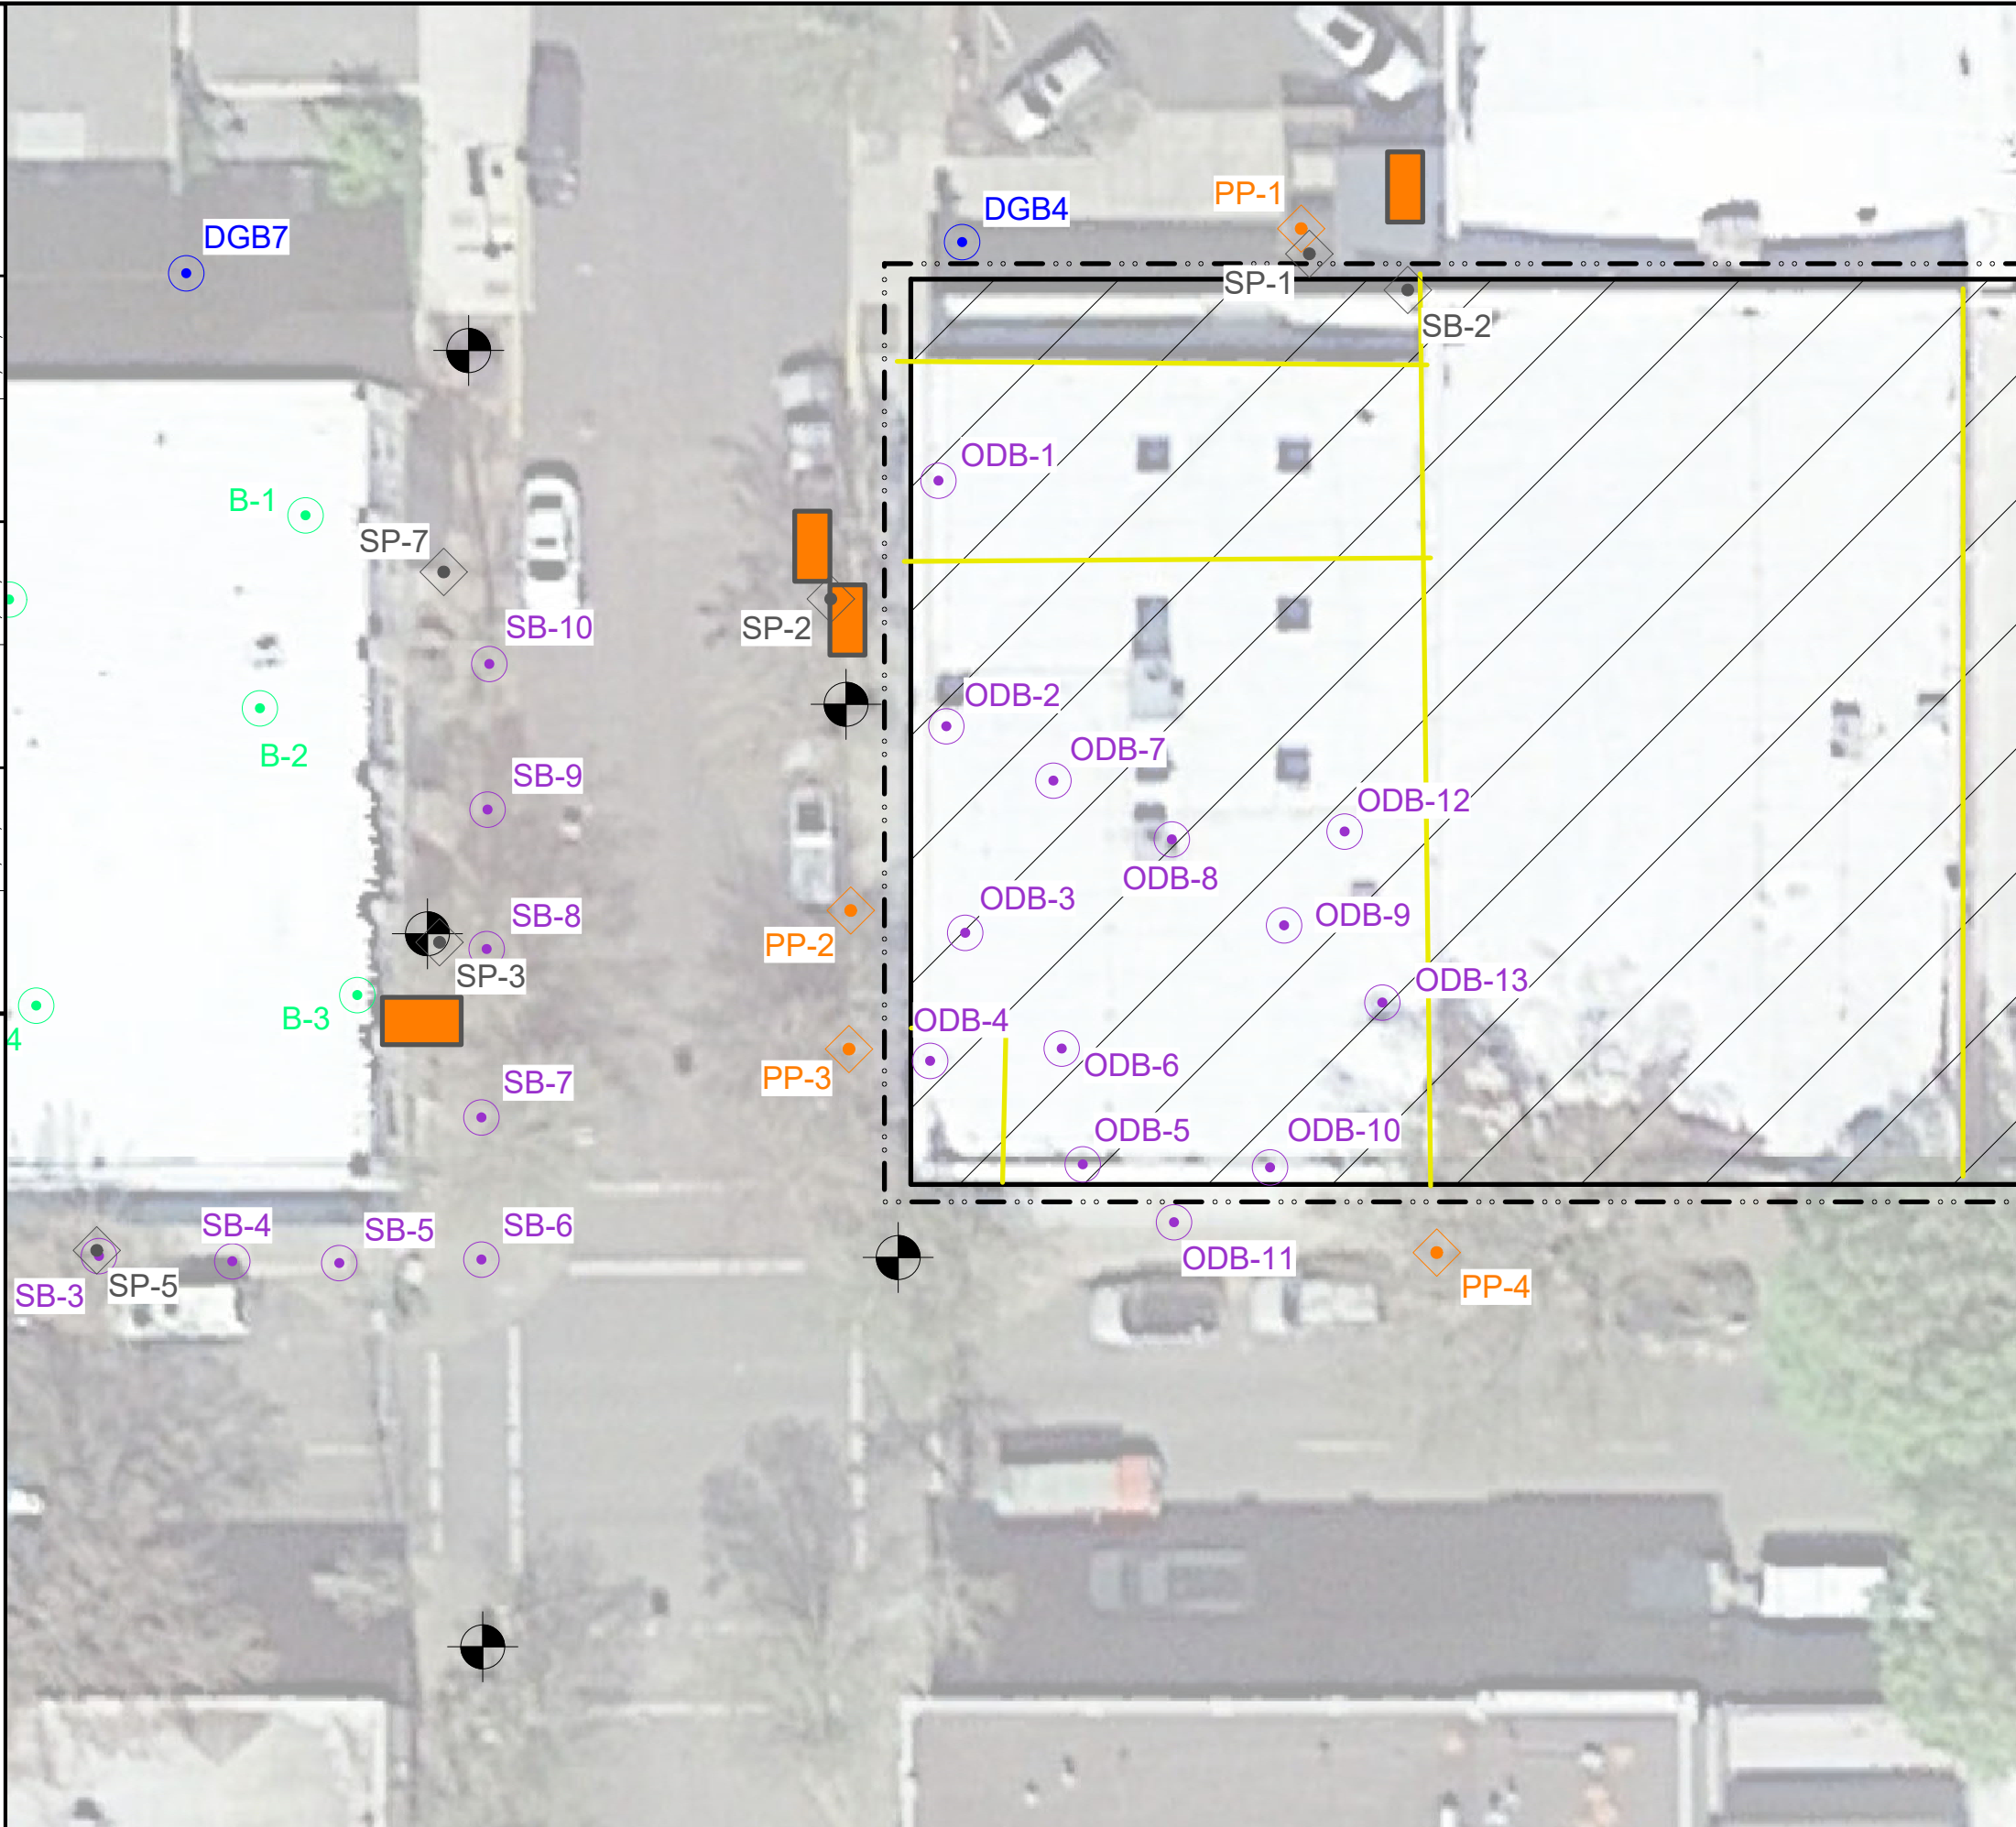 PP-1
DGB4
DGB7
SP-1
SB-2
ODB-1
B-1
SP-7
SB-10
SP-2
ODB-2
B-2
ODB-7
SB-9
ODB-12
ODB-8
ODB-3
SB-8
ODB-9
PP-2
SP-3
ODB-13
B-3
ODB-4
4
ODB-6
PP-3
SB-7
ODB-5
ODB-10
SB-4
SB-5
SB-6
ODB-11
SP-5
SB-3
PP-4